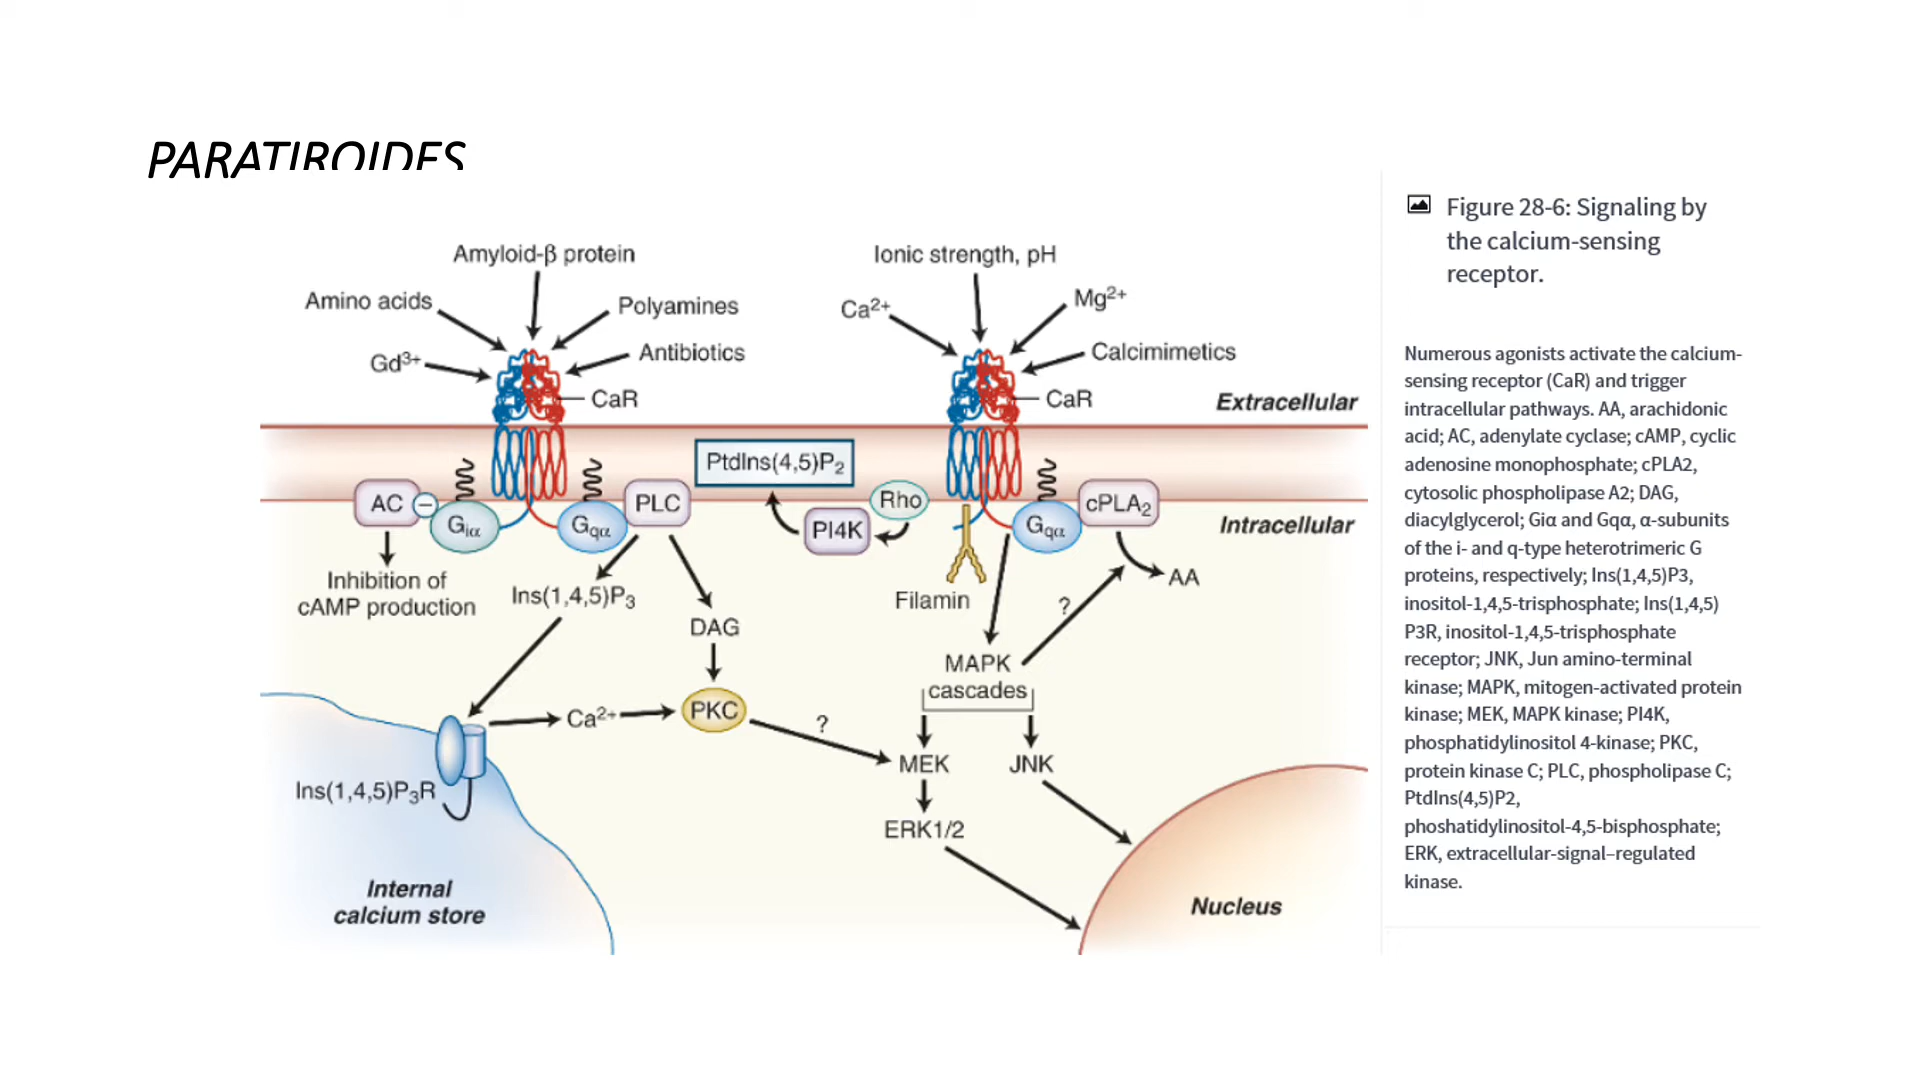 PARATIROIDES
Amyloid-β protein
Amino acids
Polyamines
Gd3+
Antibiotics
CaR
Ionic strength, pH
Ca2+
Mg2+
Calcimimetics
CaR
Extracellular
PtdIns(4,5)P2
AC
−
Giα
Gqα
PLC
PI4K
Rho
Gqα
cPLA2
Intracellular
Inhibition of
cAMP production
Ins(1,4,5)P3
DAG
Filamin
?
AA
MAPK
cascades
Ca2+
PKC
?
MEK
JNK
Ins(1,4,5)P3R
ERK1/2
Internal
calcium store
Nucleus
Figure 28-6: Signaling by
the calcium-sensing
receptor.
Numerous agonists activate the calcium-
sensing receptor (CaR) and trigger
intracellular pathways. AA, arachidonic
acid; AC, adenylate cyclase; cAMP, cyclic
adenosine monophosphate; cPLA2,
cytosolic phospholipase A2; DAG,
diacylglycerol; Giα and Gqα, α-subunits
of the i- and q-type heterotrimeric G
proteins, respectively; Ins(1,4,5)P3,
inositol-1,4,5-trisphosphate; Ins(1,4,5)
P3R, inositol-1,4,5-trisphosphate
receptor; JNK, Jun amino-terminal
kinase; MAPK, mitogen-activated protein
kinase; MEK, MAPK kinase; PI4K,
phosphatidylinositol 4-kinase; PKC,
protein kinase C; PLC, phospholipase C;
PtdIns(4,5)P2,
phoshatidylinositol-4,5-bisphosphate;
ERK, extracellular-signal–regulated
kinase.